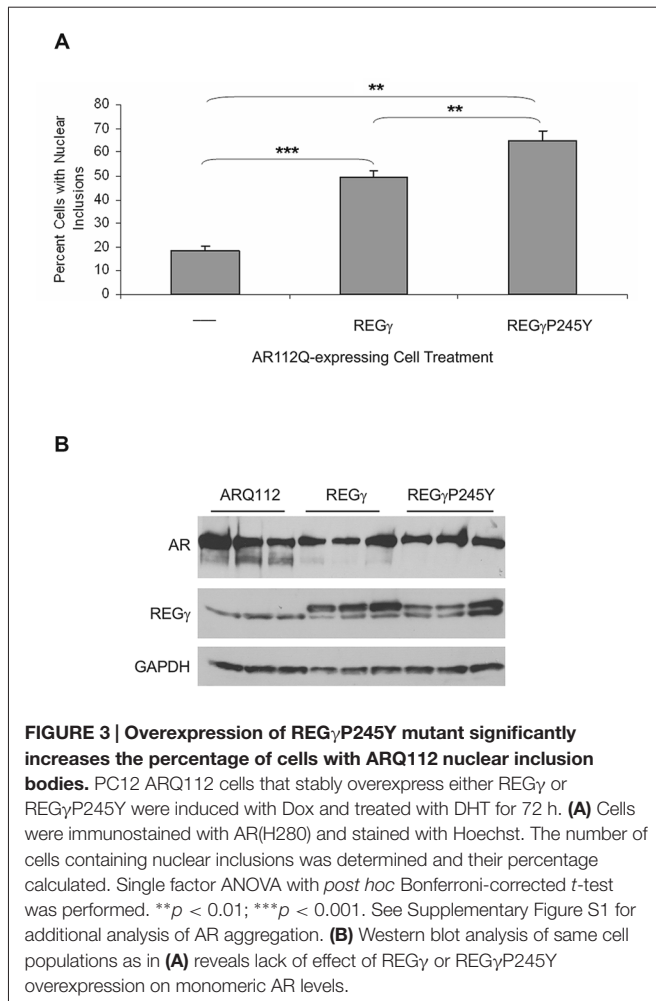 A
**
**
***
Percent Cells with Nuclear
Inclusions
80
70
60
50
40
30
20
10
0
—
REGγ
REGγP245Y
AR112Q-expressing Cell Treatment
B
ARQ112 REGγ REGγP245Y
AR
REGγ
GAPDH
FIGURE 3 | Overexpression of REGγP245Y mutant significantly
increases the percentage of cells with ARQ112 nuclear inclusion
bodies. PC12 ARQ112 cells that stably overexpress either REGγ or
REGγP245Y were induced with Dox and treated with DHT for 72 h. (A) Cells
were immunostained with AR(H280) and stained with Hoechst. The number of
cells containing nuclear inclusions was determined and their percentage
calculated. Single factor ANOVA with post hoc Bonferroni-corrected t-test
was performed. **p < 0.01; ***p < 0.001. See Supplementary Figure S1 for
additional analysis of AR aggregation. (B) Western blot analysis of same cell
populations as in (A) reveals lack of effect of REGγ or REGγP245Y
overexpression on monomeric AR levels.